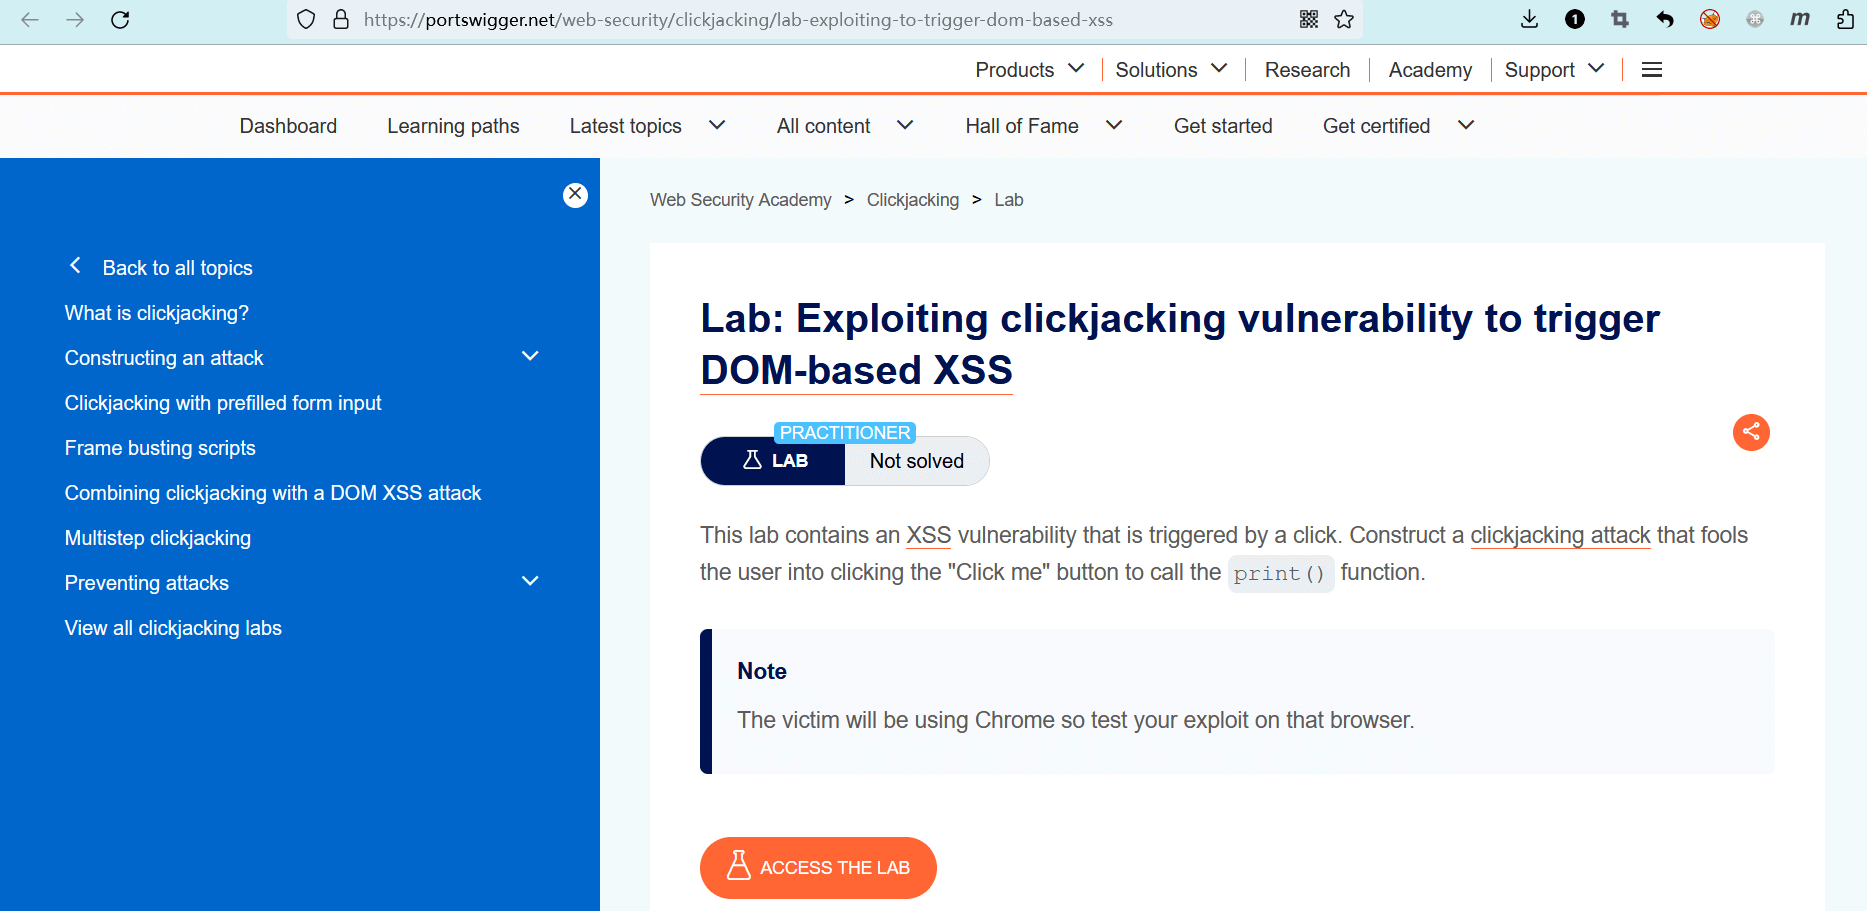 https://portswigger.net/web-security/clickjacking/lab-exploiting-to-trigger-dom-based-xss
1
m
Products
Solutions
Research
Academy
Support
Dashboard
Learning paths
Latest topics
All content
Hall of Fame
Get started
Get certified
Back to all topics
What is clickjacking?
Constructing an attack
Clickjacking with prefilled form input
Frame busting scripts
Combining clickjacking with a DOM XSS attack
Multistep clickjacking
Preventing attacks
View all clickjacking labs
Web Security Academy > Clickjacking > Lab
Lab: Exploiting clickjacking vulnerability to trigger
DOM-based XSS
PRACTITIONER
LAB
Not solved
This lab contains an XSS vulnerability that is triggered by a click. Construct a clickjacking attack that fools
the user into clicking the "Click me" button to call the print() function.
Note
The victim will be using Chrome so test your exploit on that browser.
ACCESS THE LAB